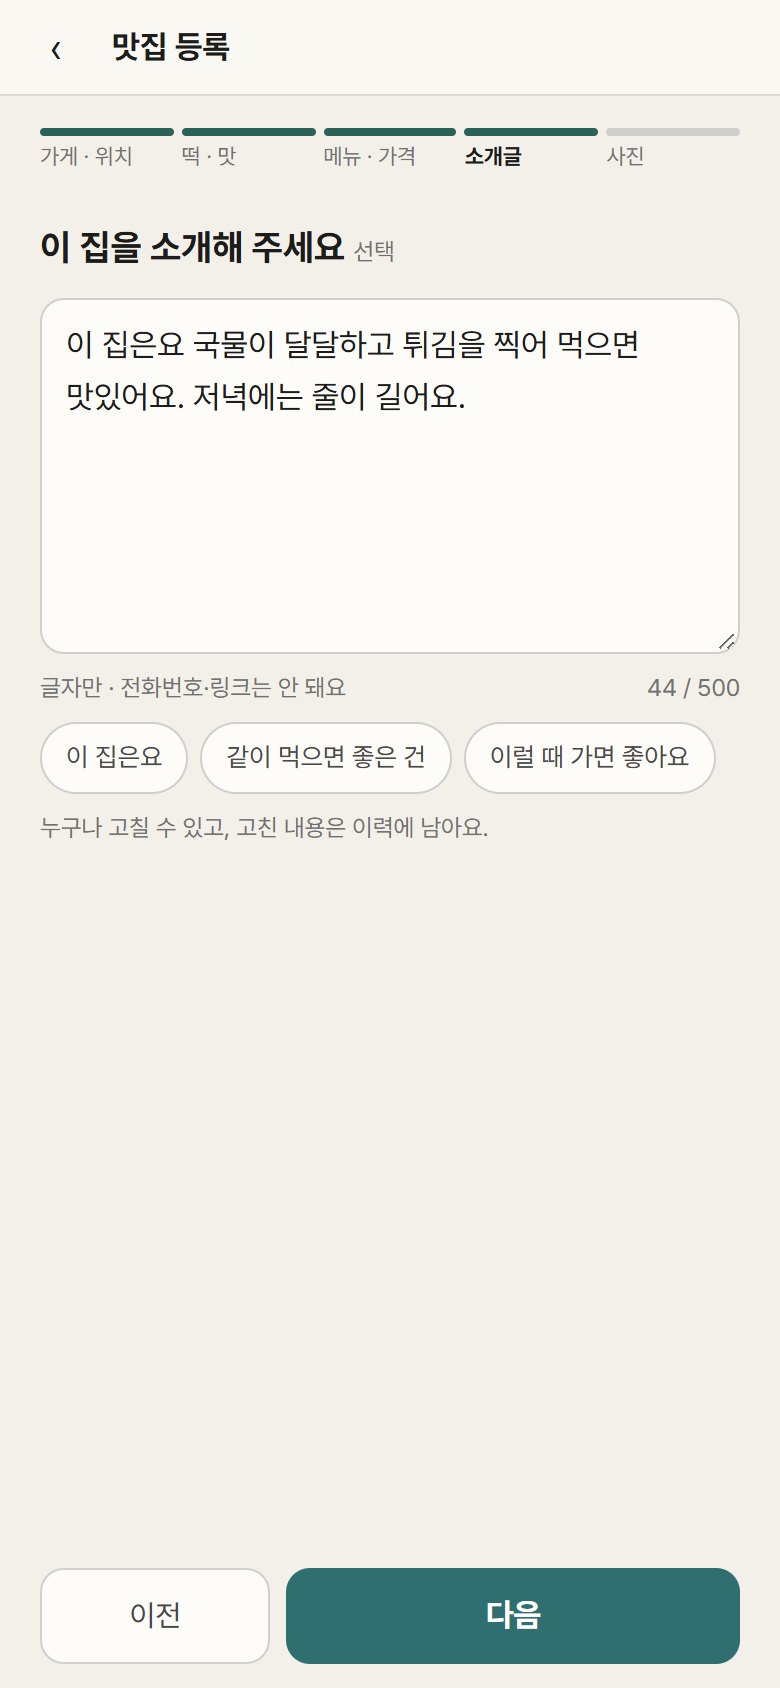 ‹ 맛집 등록
가게 · 위치 떡 · 맛 메뉴 · 가격 소개글 사진
이 집을 소개해 주세요 선택
이 집은요 국물이 달달하고 튀김을 찍어 먹으면
맛있어요. 저녁에는 줄이 길어요.
글자만 · 전화번호·링크는 안 돼요 44 / 500
이 집은요 같이 먹으면 좋은 건 이럴 때 가면 좋아요
누구나 고칠 수 있고, 고친 내용은 이력에 남아요.
이전 다음